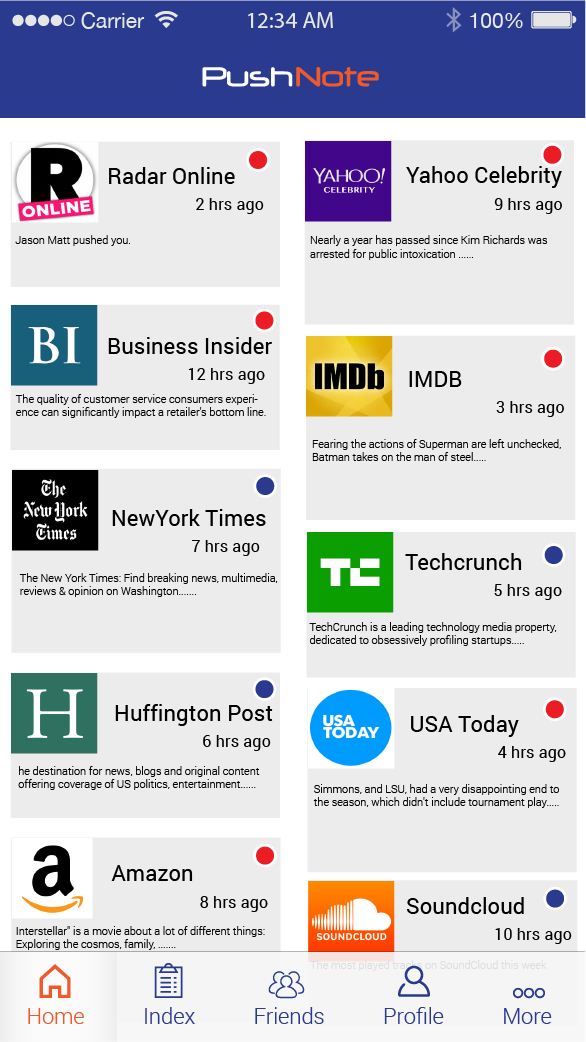 Carrier 12:34 AM 100%
PushNote
R
ONLINE
Radar Online
2 hrs ago
Jason Matt pushed you.
YAHOO!
CELEBRITY
Yahoo Celebrity
9 hrs ago
Nearly a year has passed since Kim Richards was
arrested for public intoxication ......
BI
Business Insider
12 hrs ago
The quality of customer service consumers experi-
ence can significantly impact a retailer's bottom line.
IMDb
IMDB
3 hrs ago
Fearing the actions of Superman are left unchecked,
Batman takes on the man of steel.....
The
New York
Times
NewYork Times
7 hrs ago
The New York Times: Find breaking news, multimedia,
reviews & opinion on Washington.......
TC
Techcrunch
5 hrs ago
TechCrunch is a leading technology media property,
dedicated to obsessively profiling startups.....
H
Huffington Post
6 hrs ago
he destination for news, blogs and original content
offering coverage of US politics, entertainment......
USA
TODAY
USA Today
4 hrs ago
Simmons, and LSU, had a very disappointing end to
the season, which didn't include tournament play.....
a
Amazon
8 hrs ago
Interstellar" is a movie about a lot of different things:
Exploring the cosmos, family, .......
SOUNDCLOUD
Soundcloud
10 hrs ago
The most played tracks on SoundCloud this week.
Home Index Friends Profile More